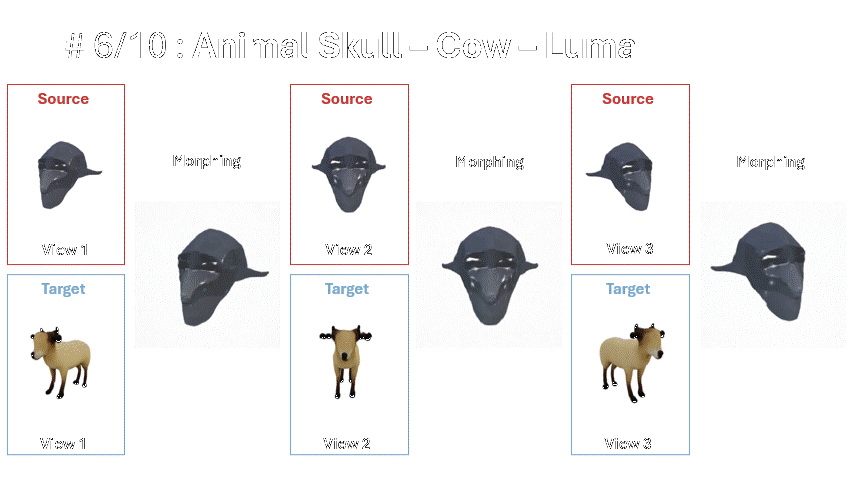 # 6/10 : Animal Skull – Cow – Luma
Source
Morphing
View 1
Target
View 1
Source
Morphing
View 2
Target
View 2
Source
Morphing
View 3
Target
View 3